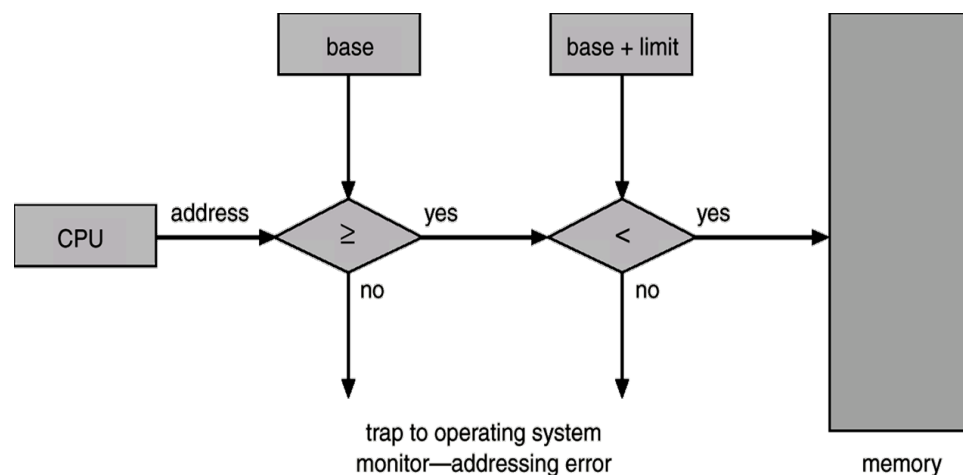 base
base + limit
CPU
address
≥
yes
<
yes
no
no
trap to operating system
monitor—addressing error
memory